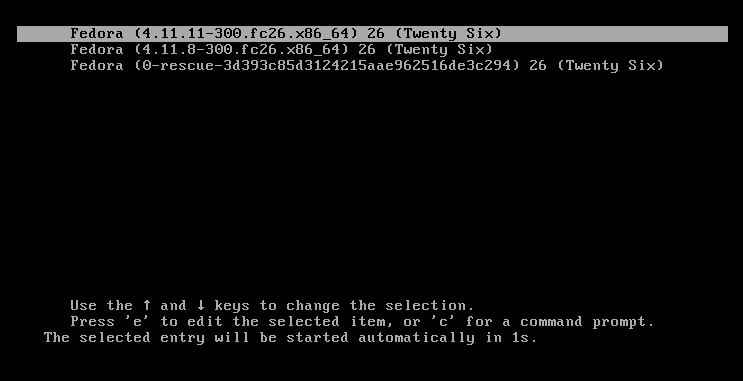 Fedora (4.11.11-300.fc26.x86_64) 26 (Twenty Six)
Fedora (4.11.8-300.fc26.x86_64) 26 (Twenty Six)
Fedora (0-rescue-3d393c85d3124215aae962516de3c294) 26 (Twenty Six)
Use the ↑ and ↓ keys to change the selection.
Press 'e' to edit the selected item, or 'c' for a command prompt.
The selected entry will be started automatically in 1s.